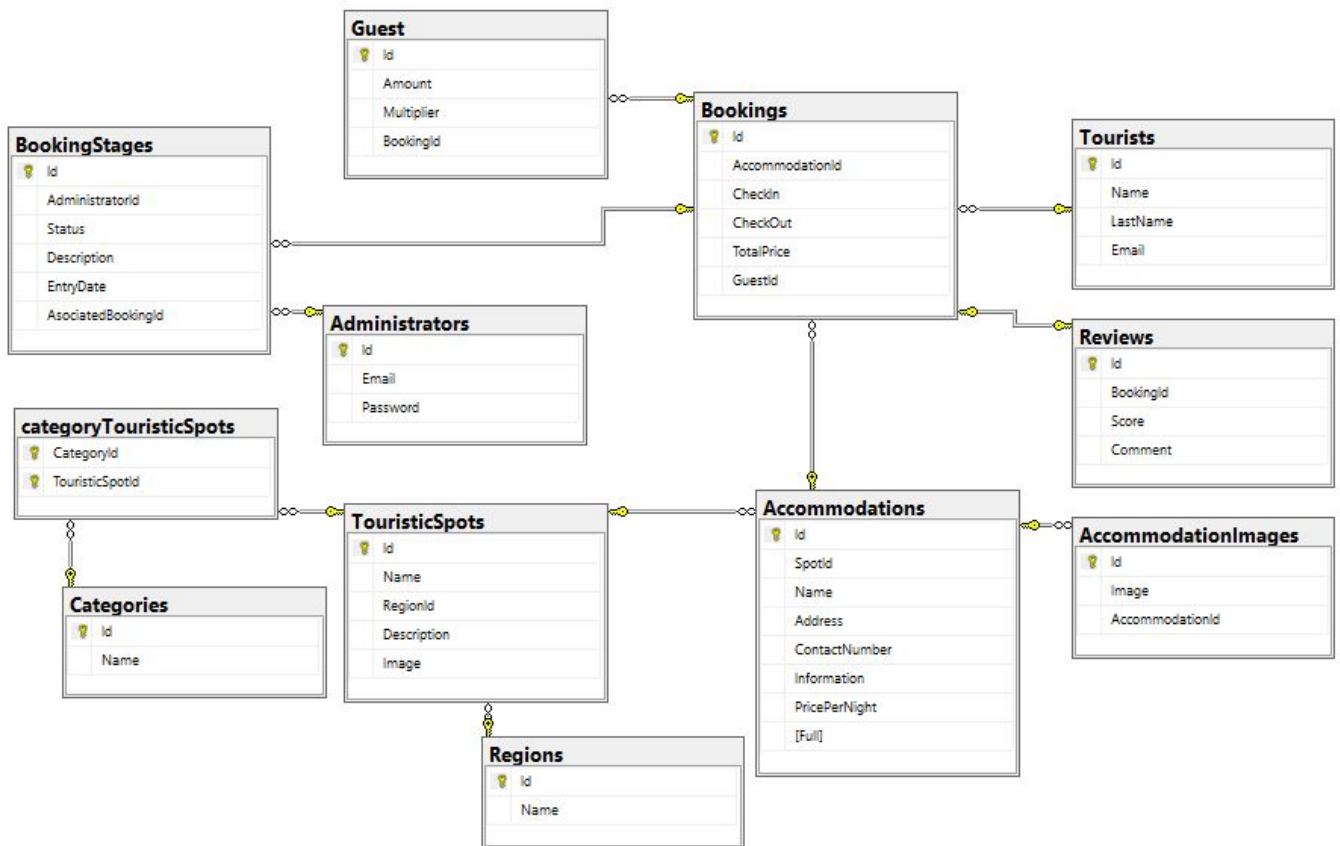 Guest
Id
Amount
Multiplier
BookingId
Bookings
Id
AccommodationId
CheckIn
CheckOut
TotalPrice
GuestId
Tourists
Id
Name
LastName
Email
BookingStages
Id
AdministratorId
Status
Description
EntryDate
AsociatedBookingId
Administrators
Id
Email
Password
Reviews
Id
BookingId
Score
Comment
categoryTouristicSpots
CategoryId
TouristicSpotId
TouristicSpots
Id
Name
RegionId
Description
Image
Accommodations
Id
SpotId
Name
Address
ContactNumber
Information
PricePerNight
[Full]
AccommodationImages
Id
Image
AccommodationId
Categories
Id
Name
Regions
Id
Name